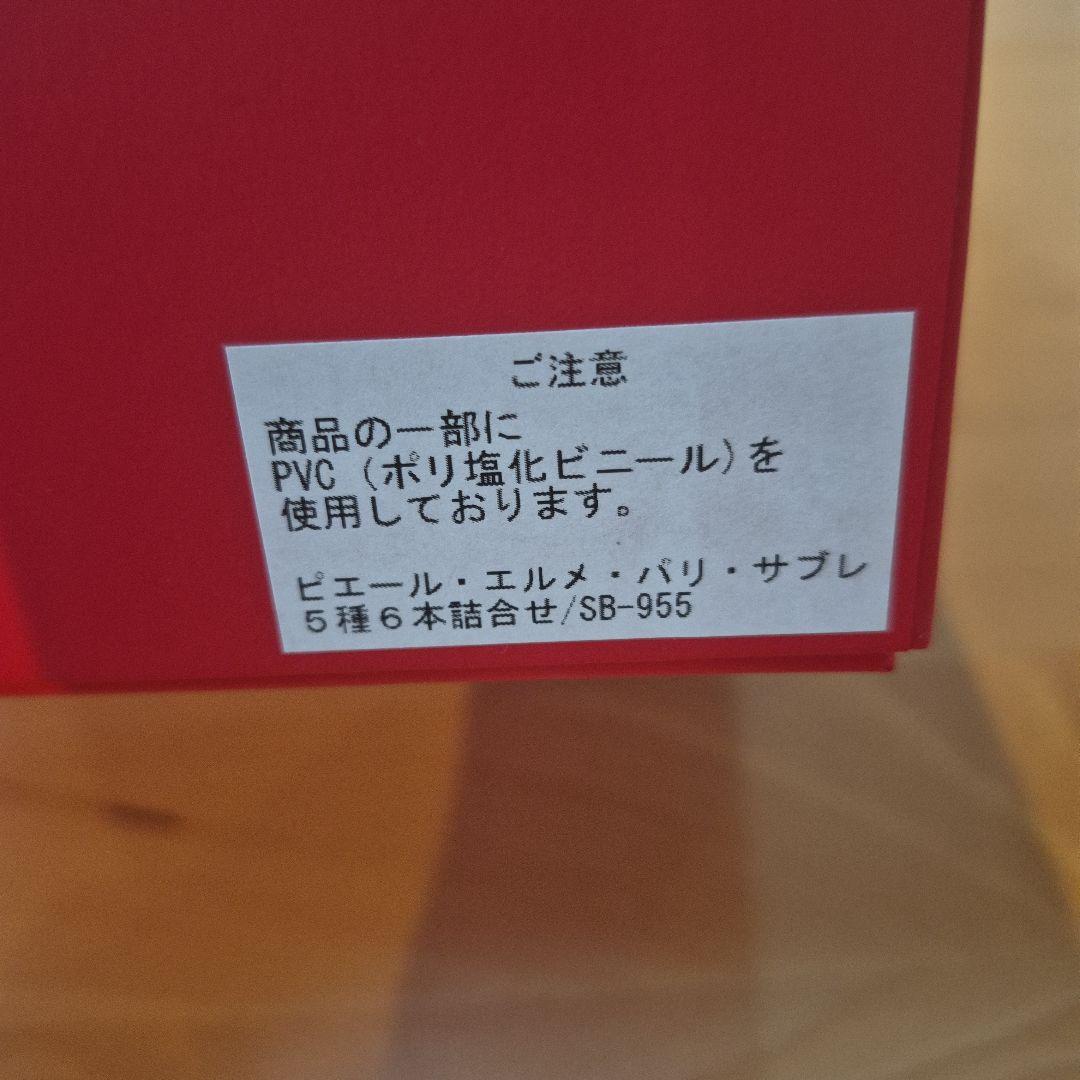 ご注意
商品の一部に
PVC (ポリ塩化ビニール)を
使用しております。
ピエール・エルメ・パリ・サブレ
5種6本詰合せ/SB-955